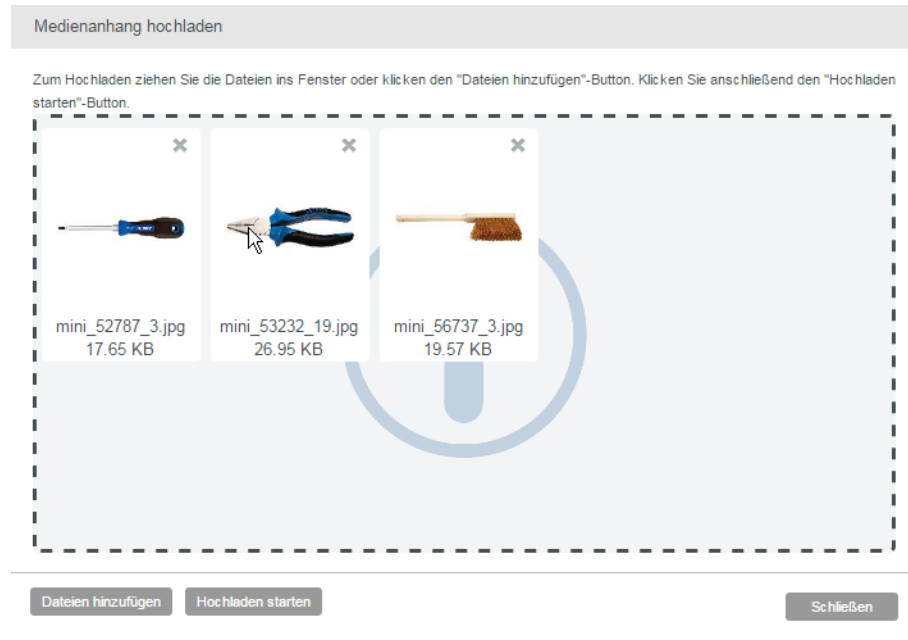 Medienanhang hochladen
Zum Hochladen ziehen Sie die Dateien ins Fenster oder klicken den "Dateien hinzufügen"-Button. Klicken Sie anschließend den "Hochladen
starten"-Button.
mini_52787_3.jpg
17.65 KB
mini_53232_19.jpg
26.95 KB
mini_56737_3.jpg
19.57 KB
Dateien hinzufügen
Hochladen starten
Schließen